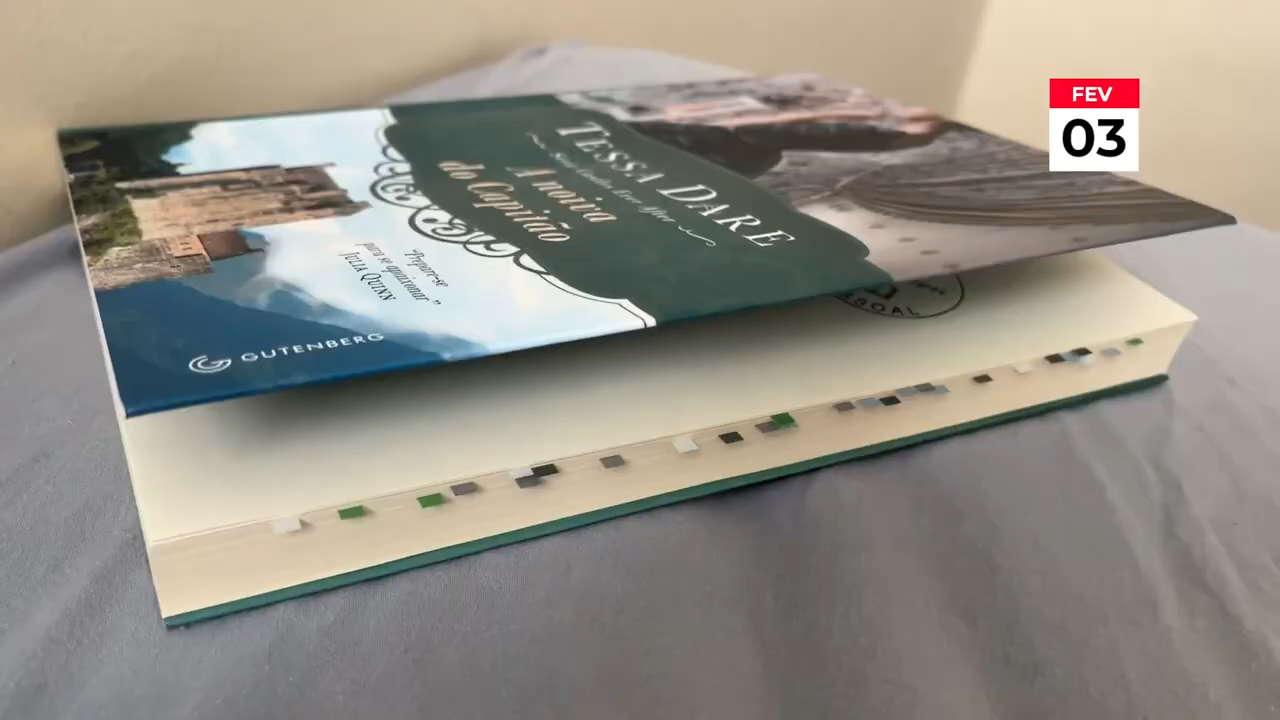 TESSA DARE
A noiva
do Capitão
"Prepare-se
para se apaixonar"
JULIA QUINN
GUTENBERG
FEV
03